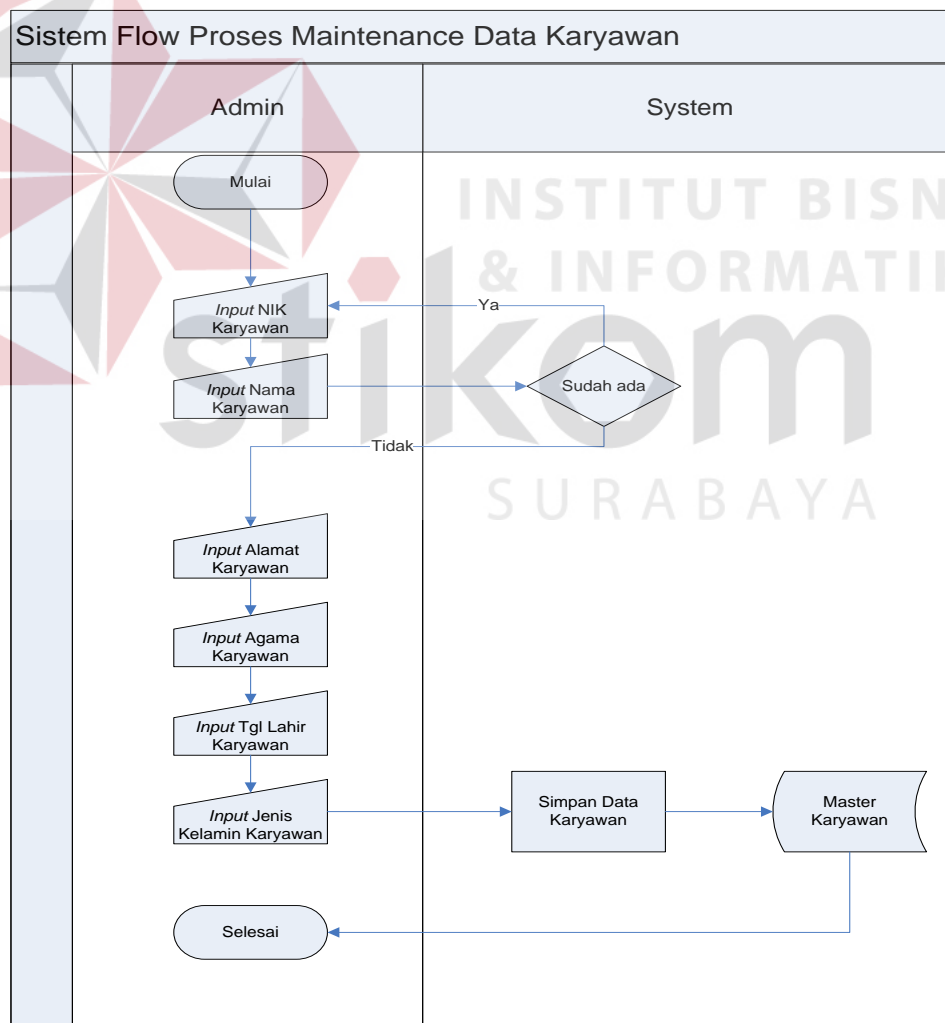 Sistem Flow Proses Maintenance Data Karyawan
Admin
System
Mulai
INSTITUT BISN
& INFORMATI
stikom
SURABAYA
Input NIK
Karyawan
Ya
Input Nama
Karyawan
Sudah ada
Tidak
Input Alamat
Karyawan
Input Agama
Karyawan
Input Tgl Lahir
Karyawan
Input Jenis
Kelamin Karyawan
Simpan Data
Karyawan
Master
Karyawan
Selesai